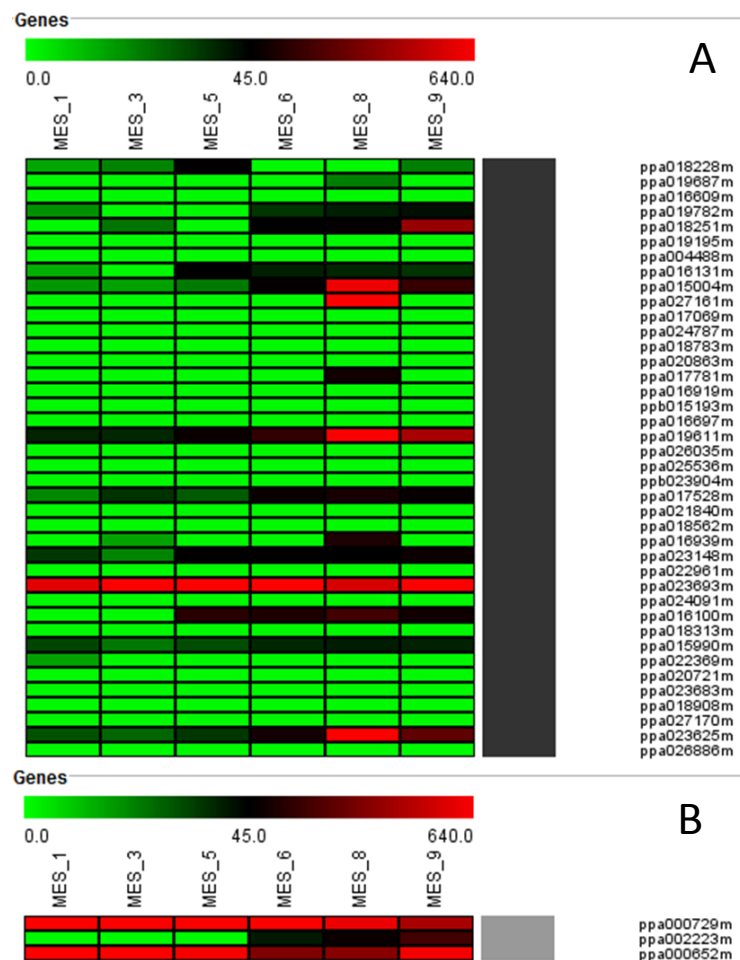 Genes
A
0.0 45.0 640.0
MES_1 MES_3 MES_5 MES_6 MES_8 MES_9
ppa018228m
ppa019687m
ppa016609m
ppa019782m
ppa018251m
ppa019195m
ppa004488m
ppa016131m
ppa015004m
ppa027161m
ppa017069m
ppa024787m
ppa018783m
ppa020863m
ppa017781m
ppa016919m
ppb015193m
ppa016697m
ppa019611m
ppa026035m
ppa025536m
ppb023904m
ppa017528m
ppa021840m
ppa018562m
ppa016939m
ppa023148m
ppa022961m
ppa023693m
ppa024091m
ppa016100m
ppa018313m
ppa015990m
ppa022369m
ppa020721m
ppa023683m
ppa018908m
ppa027170m
ppa023625m
ppa026886m
Genes
B
0.0 45.0 640.0
MES_1 MES_3 MES_5 MES_6 MES_8 MES_9
ppa000729m
ppa002223m
ppa000652m